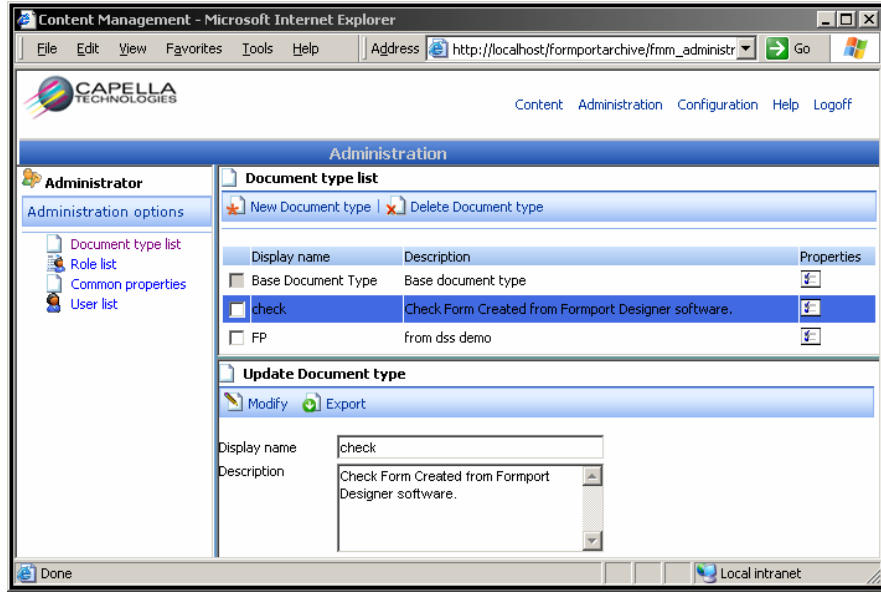 Content Management - Microsoft Internet Explorer
File Edit View Favorites Tools Help Address http://localhost/formportarchive/fmm_administr Go
CAPELLA
TECHNOLOGIES
Content Administration Configuration Help Logoff
Administration
Administrator
Administration options
Document type list
Role list
Common properties
User list
Document type list
New Document type | Delete Document type
Display name Description Properties
Base Document Type Base document type
check Check Form Created from Formport Designer software.
FP from dss demo
Update Document type
Modify Export
Display name check
Description Check Form Created from Formport
Designer software.
Done Local intranet